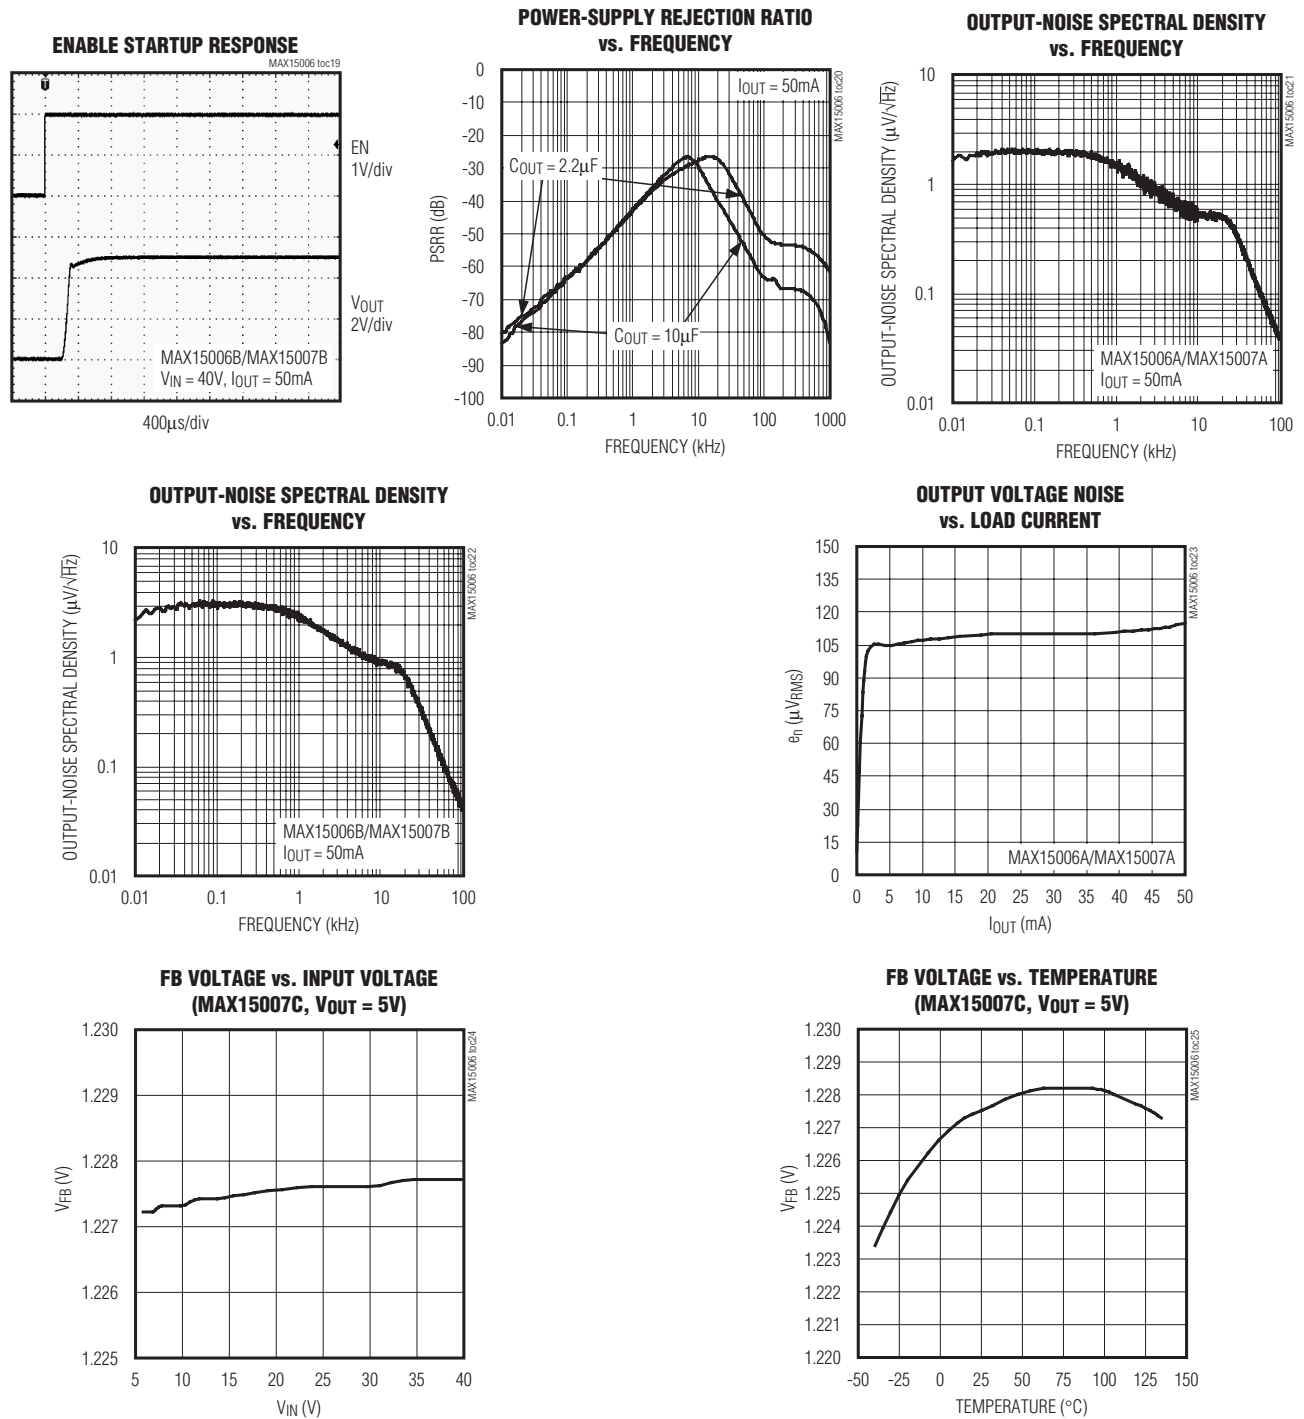 ENABLE STARTUP RESPONSE
MAX15006 toc19
EN
1V/div
VOUT
2V/div
MAX15006B/MAX15007B
VIN = 40V, IOUT = 50mA
400µs/div
POWER-SUPPLY REJECTION RATIO
vs. FREQUENCY
MAX15006 toc20
IOUT = 50mA
COUT = 2.2µF
COUT = 10µF
PSRR (dB)
0
-10
-20
-30
-40
-50
-60
-70
-80
-90
-100
0.01 0.1 1 10 100 1000
FREQUENCY (kHz)
OUTPUT-NOISE SPECTRAL DENSITY
vs. FREQUENCY
MAX15006 toc21
OUTPUT-NOISE SPECTRAL DENSITY (µV/√Hz)
10
1
0.1
0.01
MAX15006A/MAX15007A
IOUT = 50mA
0.01 0.1 1 10 100
FREQUENCY (kHz)
OUTPUT-NOISE SPECTRAL DENSITY
vs. FREQUENCY
MAX15006 toc22
OUTPUT-NOISE SPECTRAL DENSITY (µV/√Hz)
10
1
0.1
0.01
MAX15006B/MAX15007B
IOUT = 50mA
0.01 0.1 1 10 100
FREQUENCY (kHz)
OUTPUT VOLTAGE NOISE
vs. LOAD CURRENT
MAX15006 toc23
en (µVRMS)
150
135
120
105
90
75
60
45
30
15
0
MAX15006A/MAX15007A
0 5 10 15 20 25 30 35 40 45 50
IOUT (mA)
FB VOLTAGE vs. INPUT VOLTAGE
(MAX15007C, VOUT = 5V)
MAX15006 toc24
VFB (V)
1.230
1.229
1.228
1.227
1.226
1.225
5 10 15 20 25 30 35 40
VIN (V)
FB VOLTAGE vs. TEMPERATURE
(MAX15007C, VOUT = 5V)
MAX15006 toc25
VFB (V)
1.230
1.229
1.228
1.227
1.226
1.225
1.224
1.223
1.222
1.221
1.220
-50 -25 0 25 50 75 100 125 150
TEMPERATURE (°C)